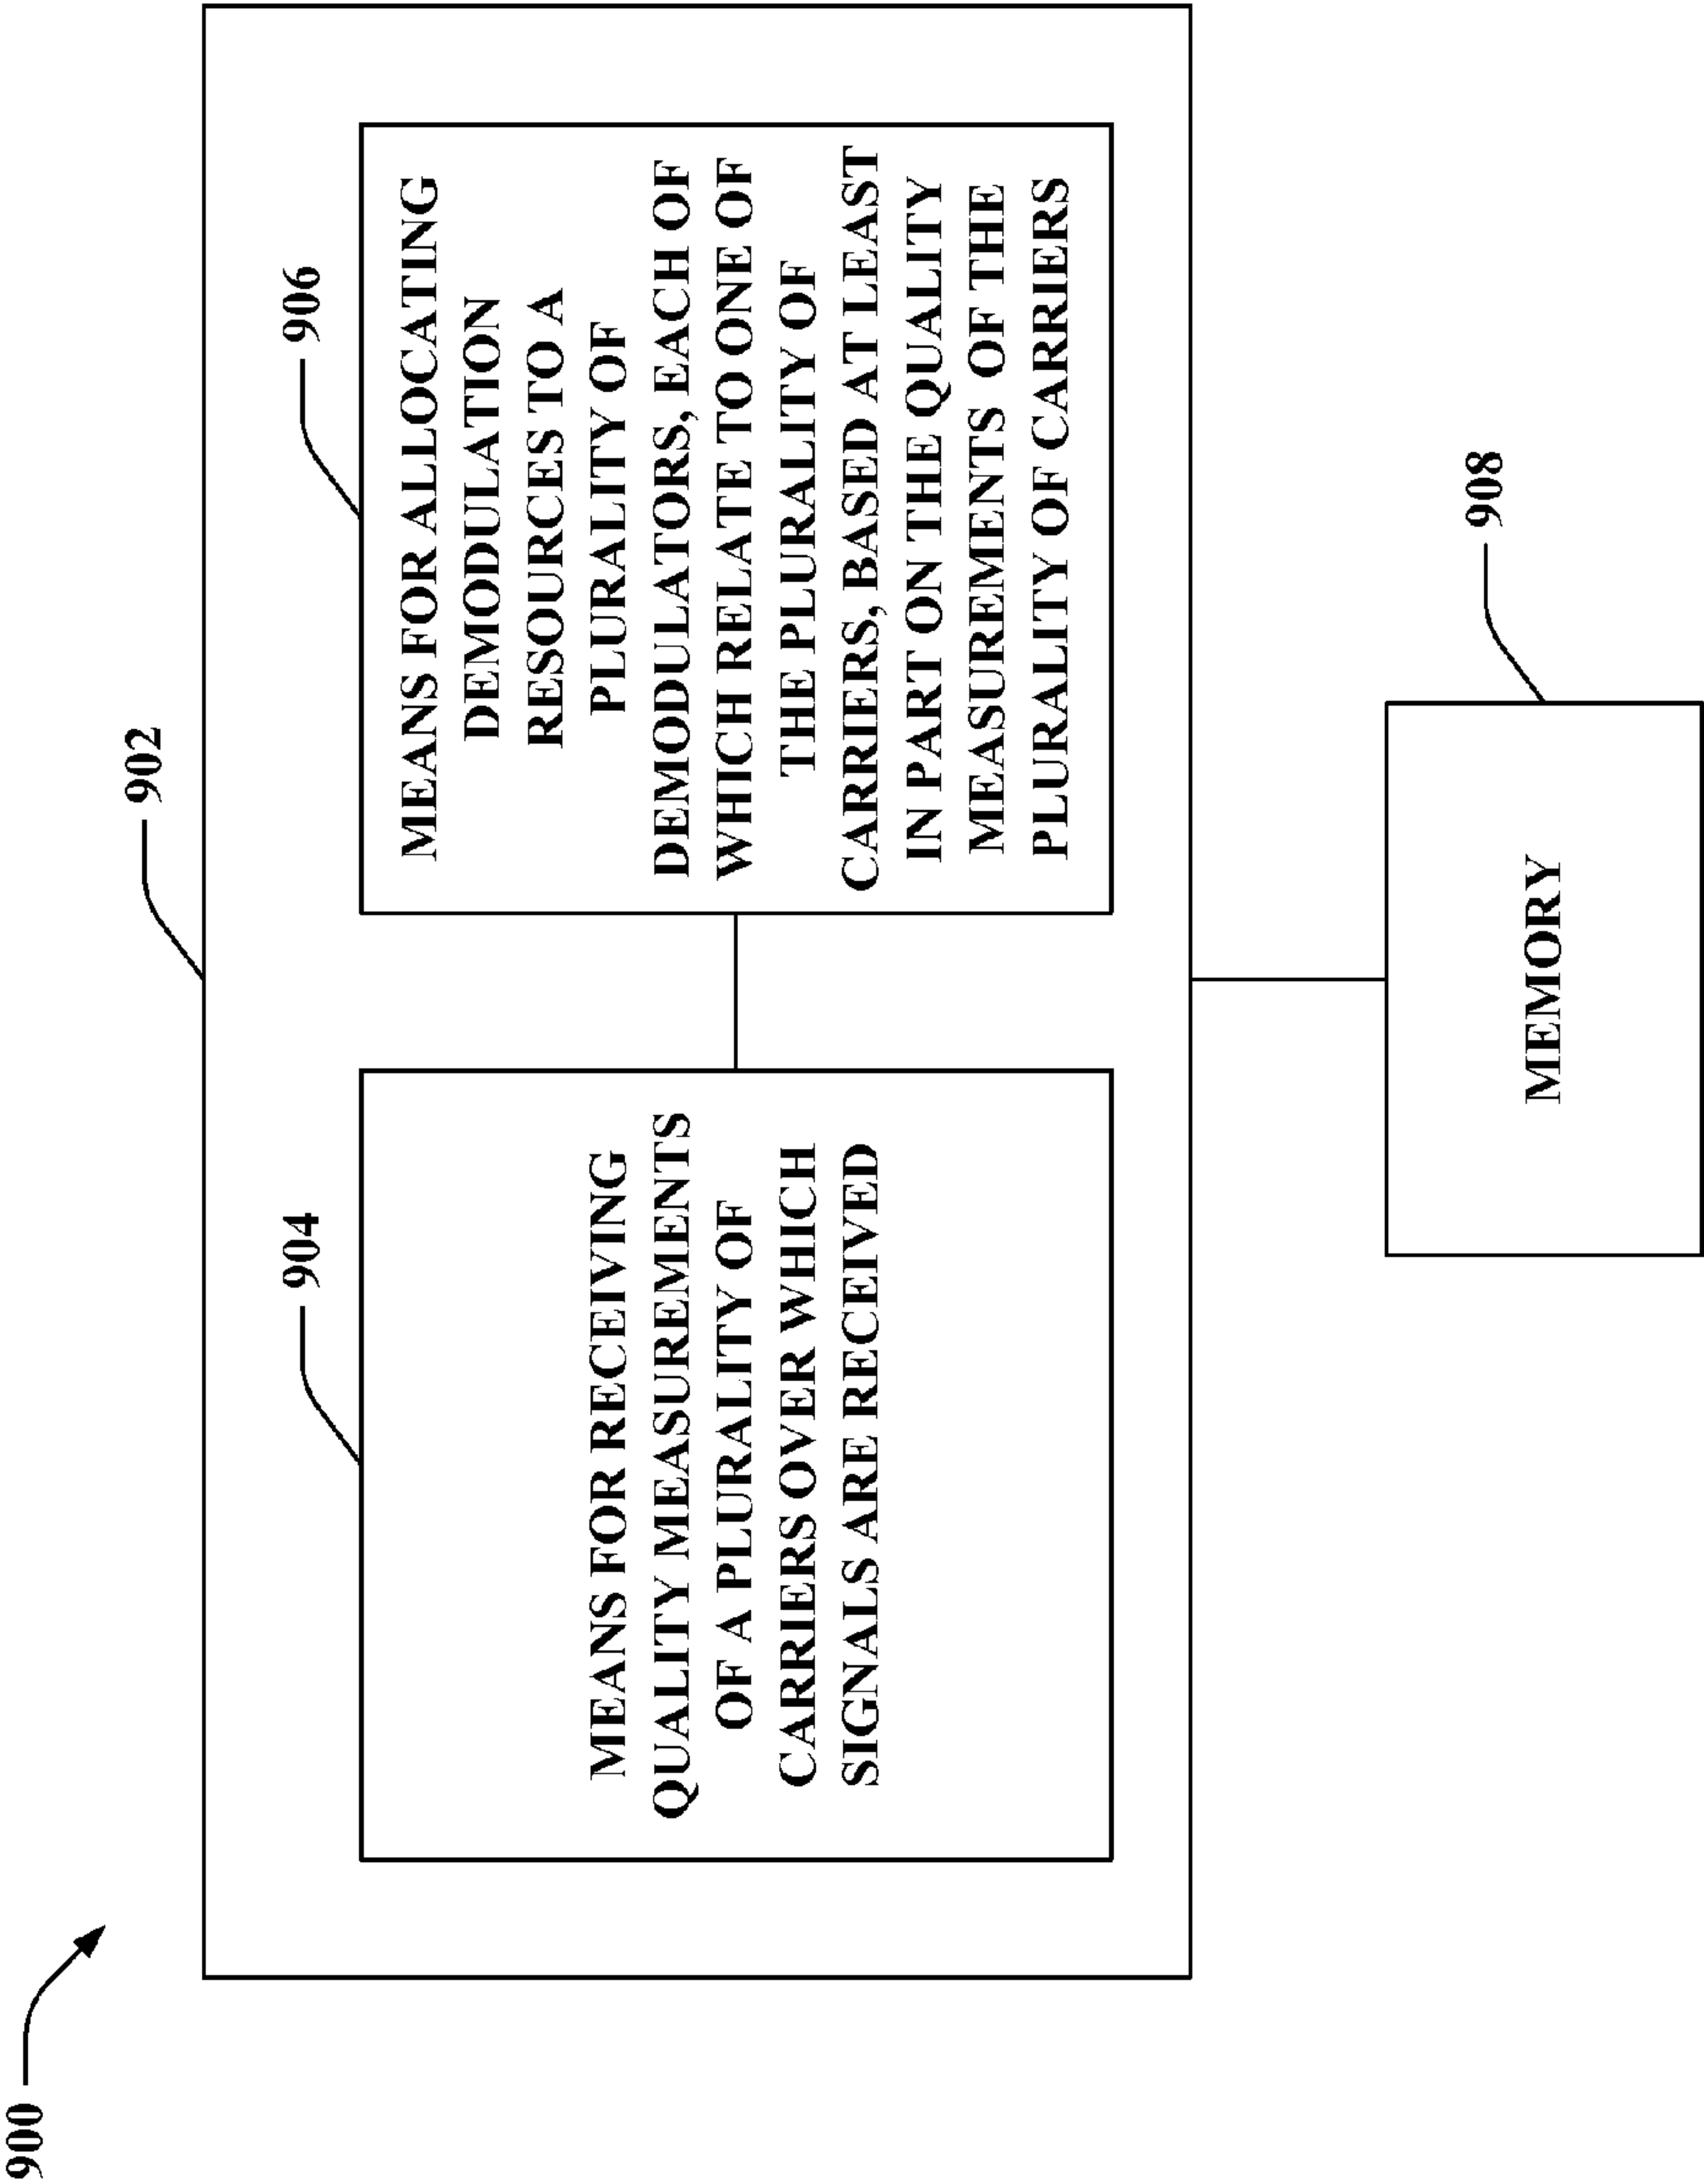 900
902
904
MEANS FOR RECEIVING
QUALITY MEASUREMENTS
OF A PLURALITY OF
CARRIERS OVER WHICH
SIGNALS ARE RECEIVED
906
MEANS FOR ALLOCATING
DEMODULATION
RESOURCES TO A
PLURALITY OF
DEMODULATORS, EACH OF
WHICH RELATE TO ONE OF
THE PLURALITY OF
CARRIERS, BASED AT LEAST
IN PART ON THE QUALITY
MEASUREMENTS OF THE
PLURALITY OF CARRIERS
908
MEMORY